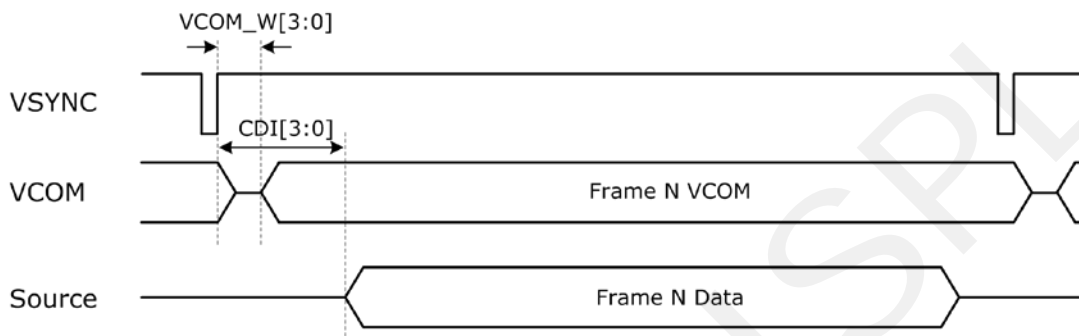 VCOM_W[3:0]
VSYNC
CDI[3:0]
VCOM
Frame N VCOM
Source
Frame N Data